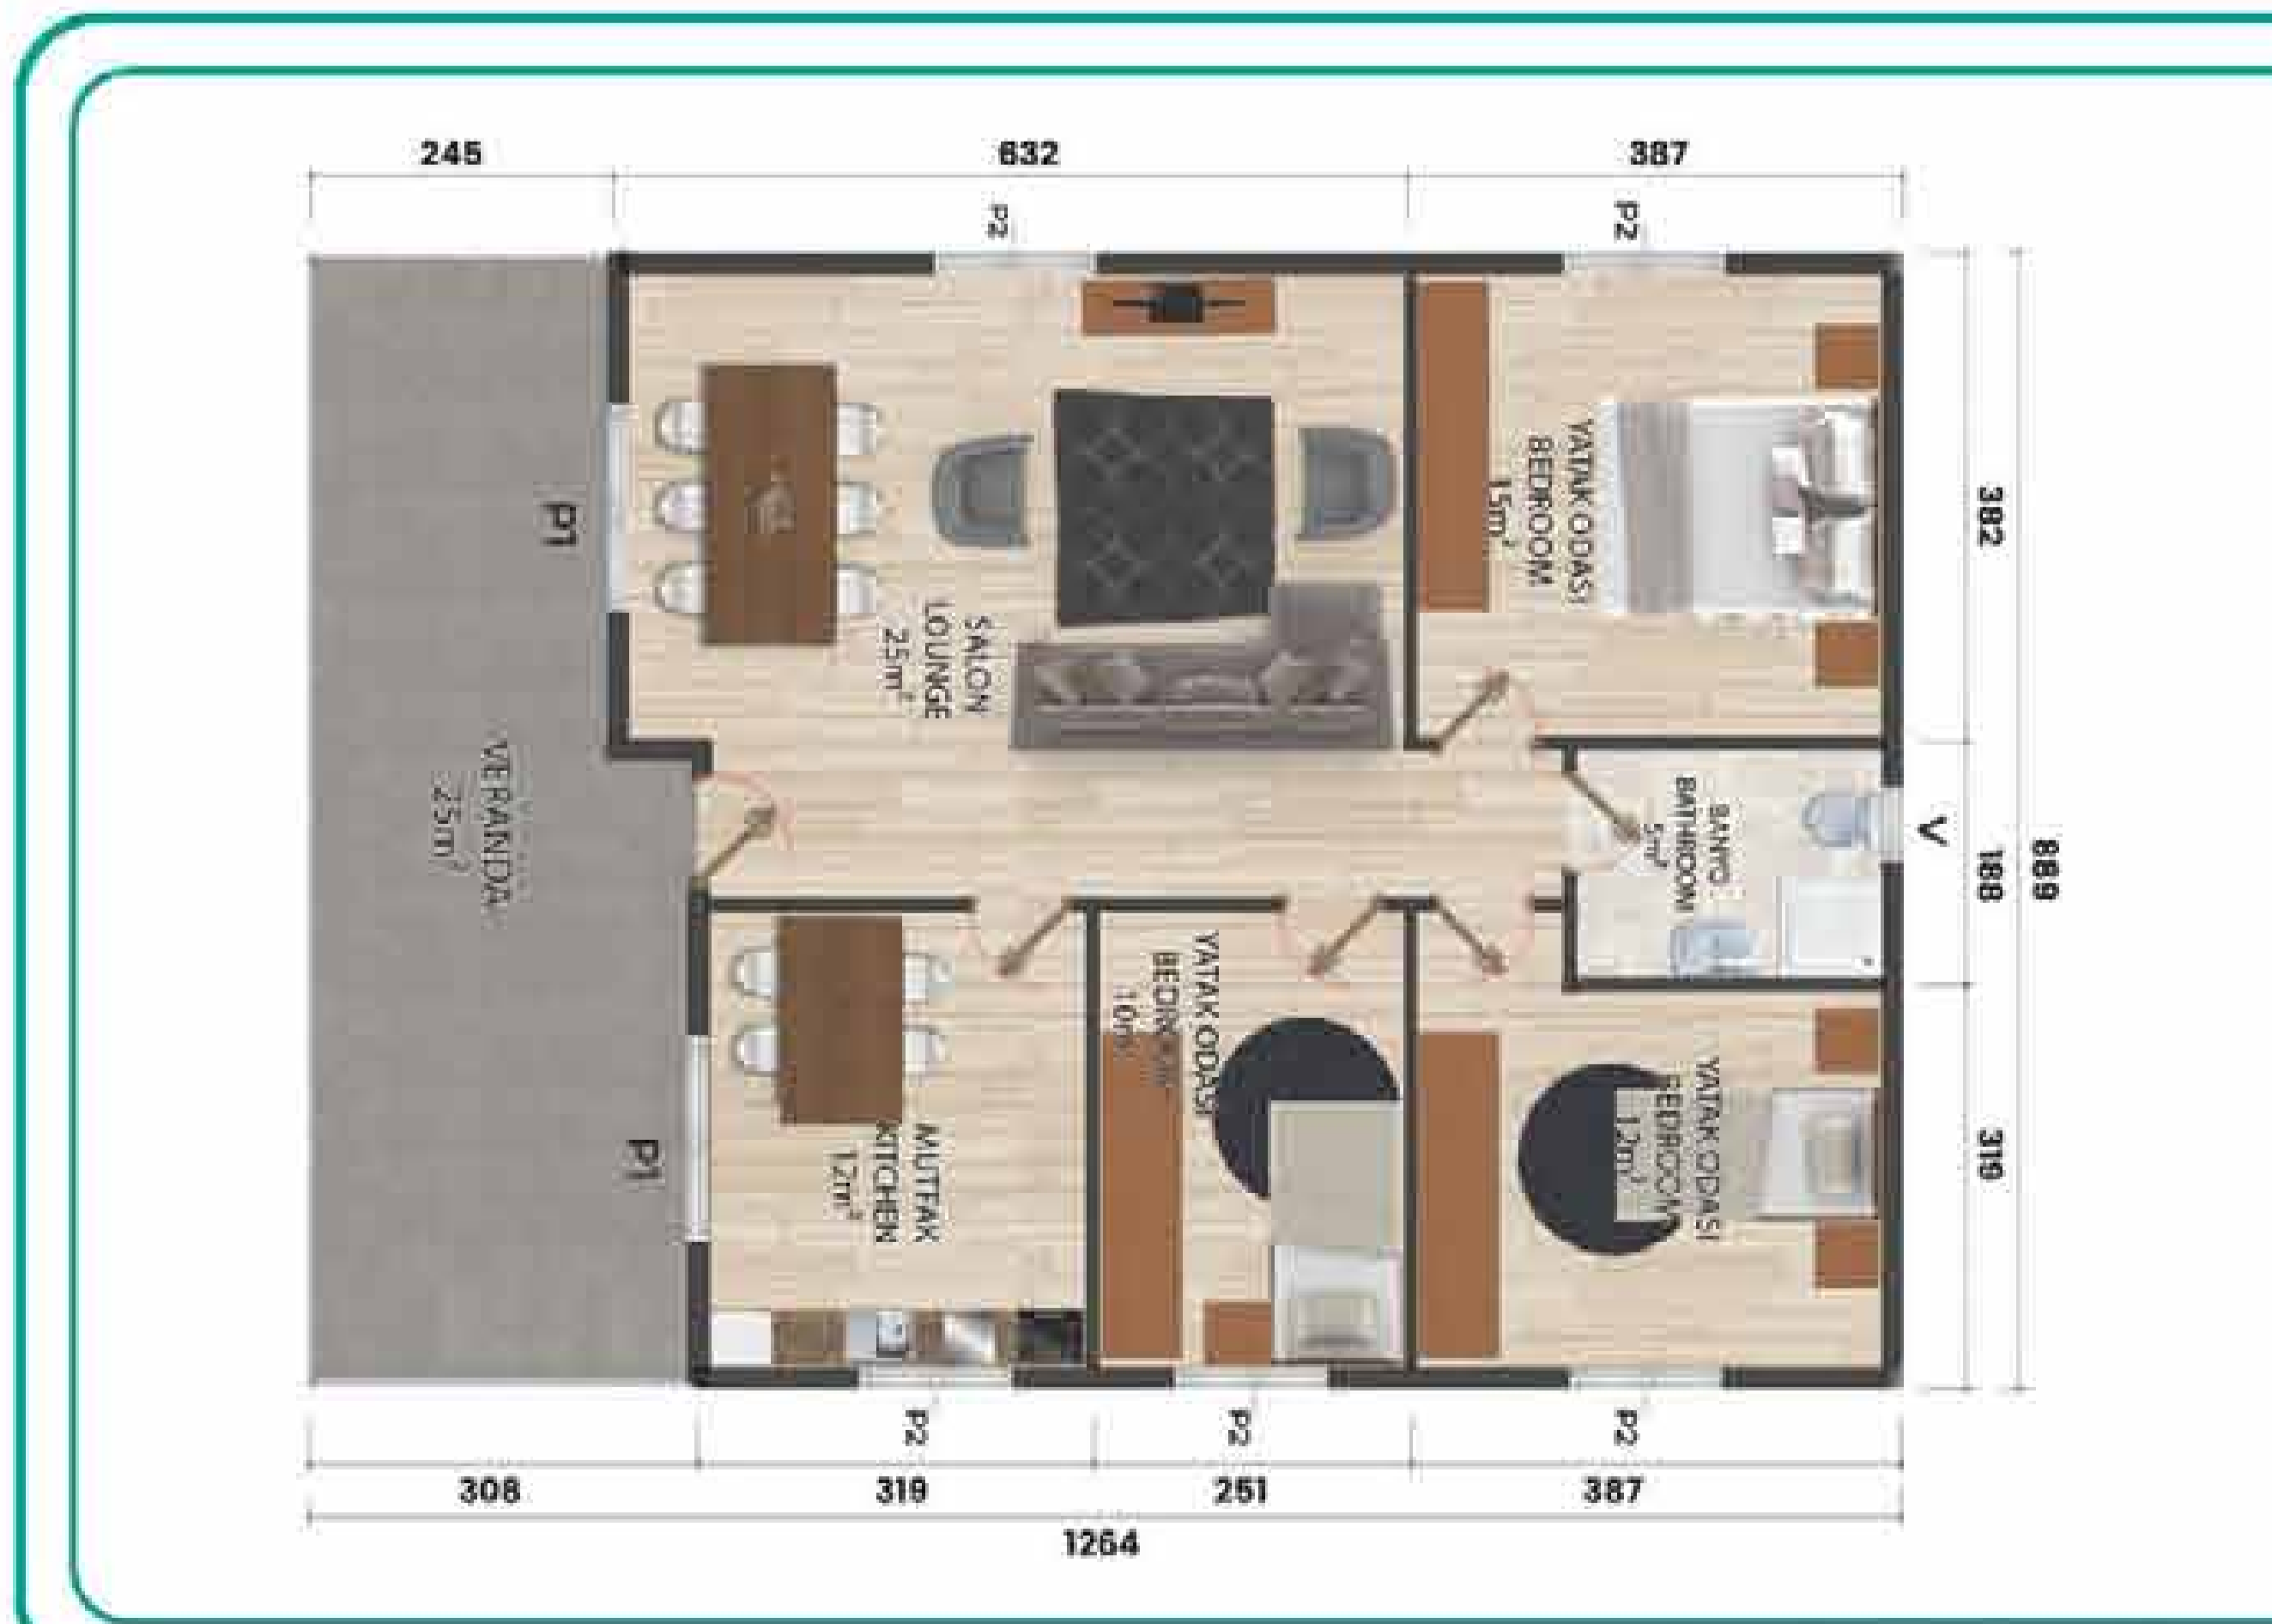 245
632
387
P2
P2
P1
SALON
LOUNGE
25m²
YATAK ODASI
BEDROOM
15m²
382
VERANDA
25m²
BANYO
BATHROOM
5m²
V
188
889
P1
MUTFAK
KITCHEN
12m²
YATAK ODASI
YATAK ODASI
BEDROOM
12m²
319
P2
P2
P2
308
319
251
387
1264